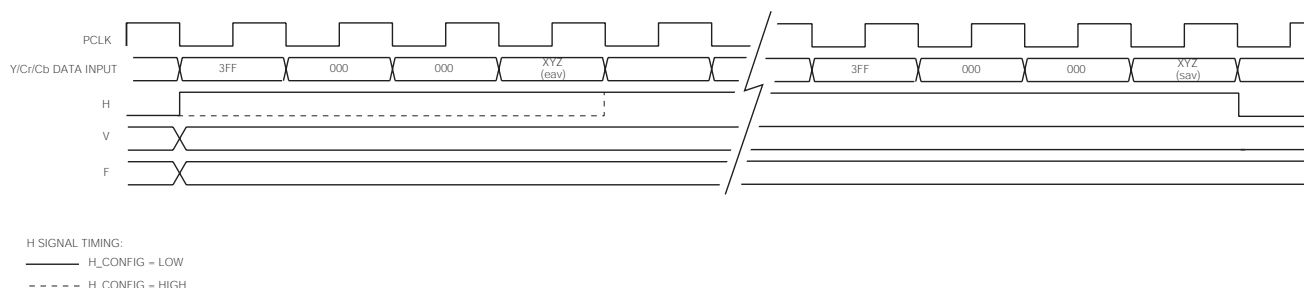 PCLK
Y/Cr/Cb DATA INPUT
3FF
000
000
XYZ
(eav)
3FF
000
000
XYZ
(sav)
H
V
F
H SIGNAL TIMING:
H_CONFIG = LOW
H_CONFIG = HIGH